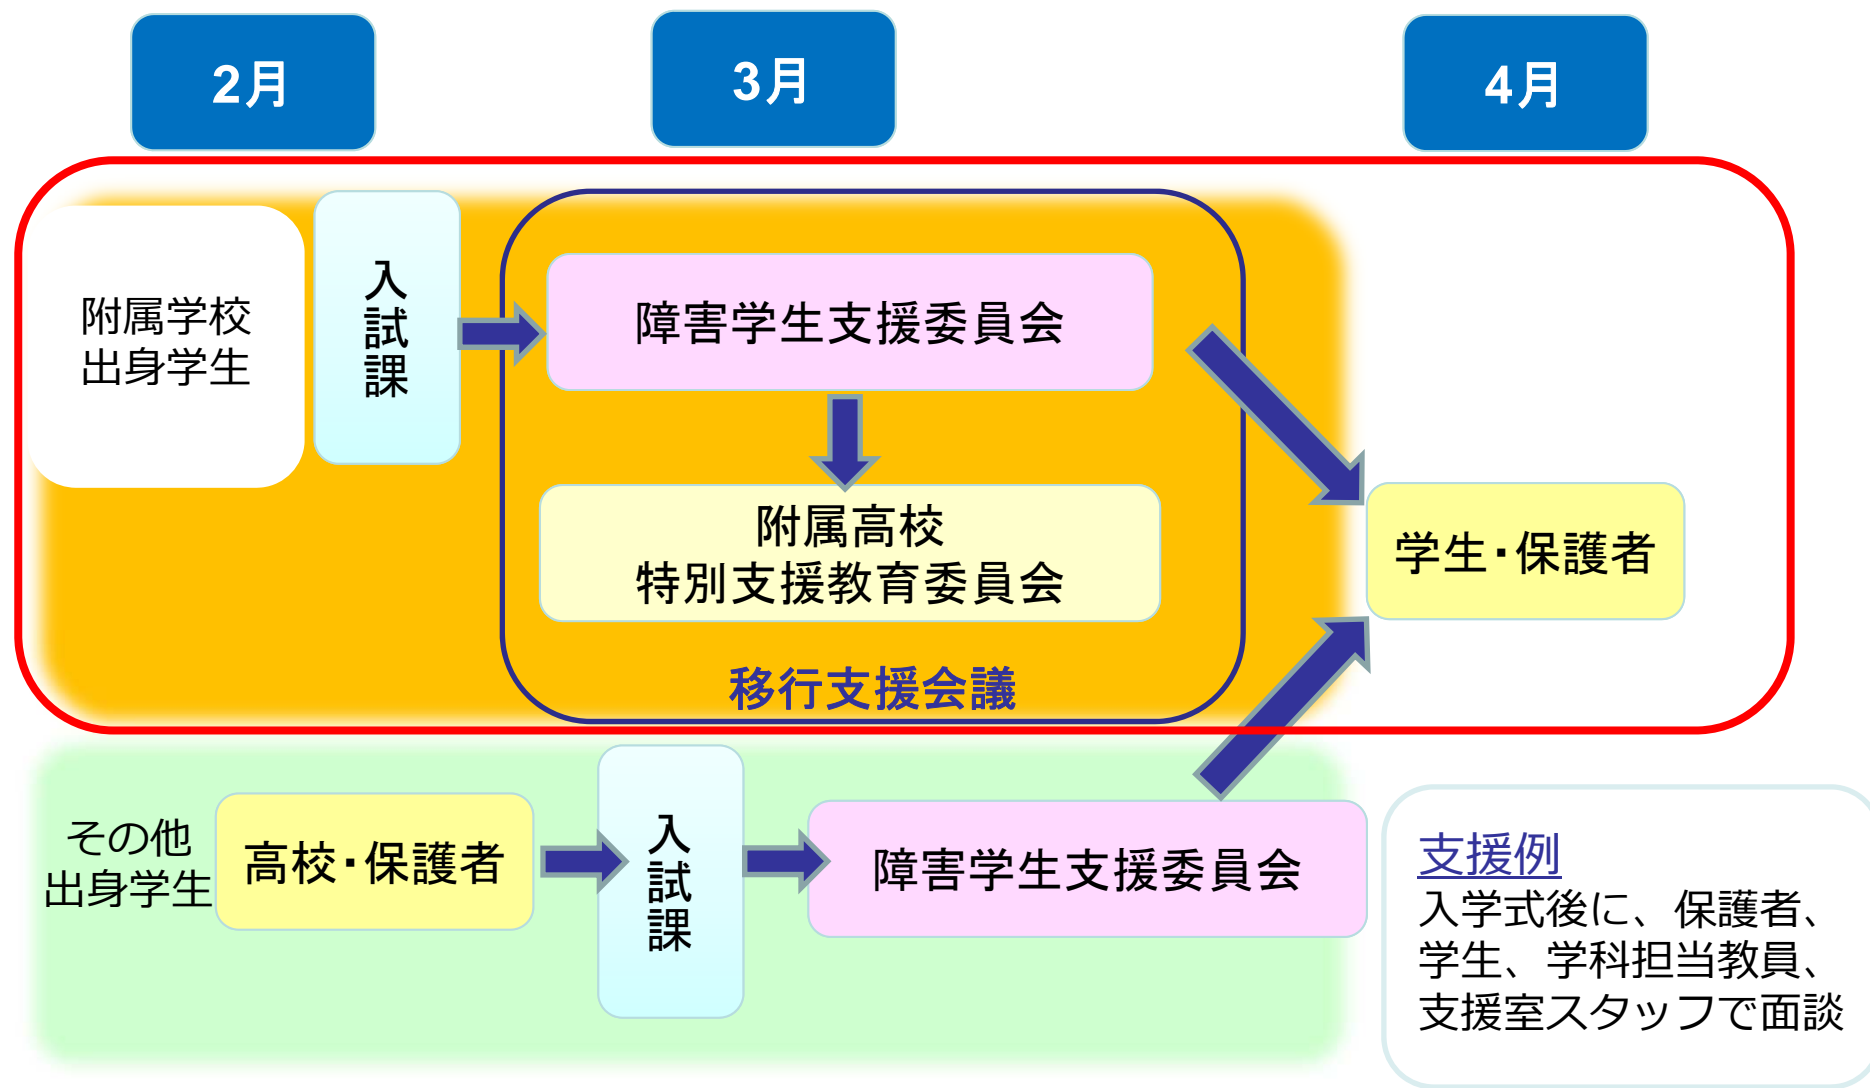 2月
3月
4月
附属学校
出身学生
入試課
障害学生支援委員会
附属高校
特別支援教育委員会
移行支援会議
学生・保護者
その他
出身学生
高校・保護者
入試課
障害学生支援委員会
支援例
入学式後に、保護者、
学生、学科担当教員、
支援室スタッフで面談